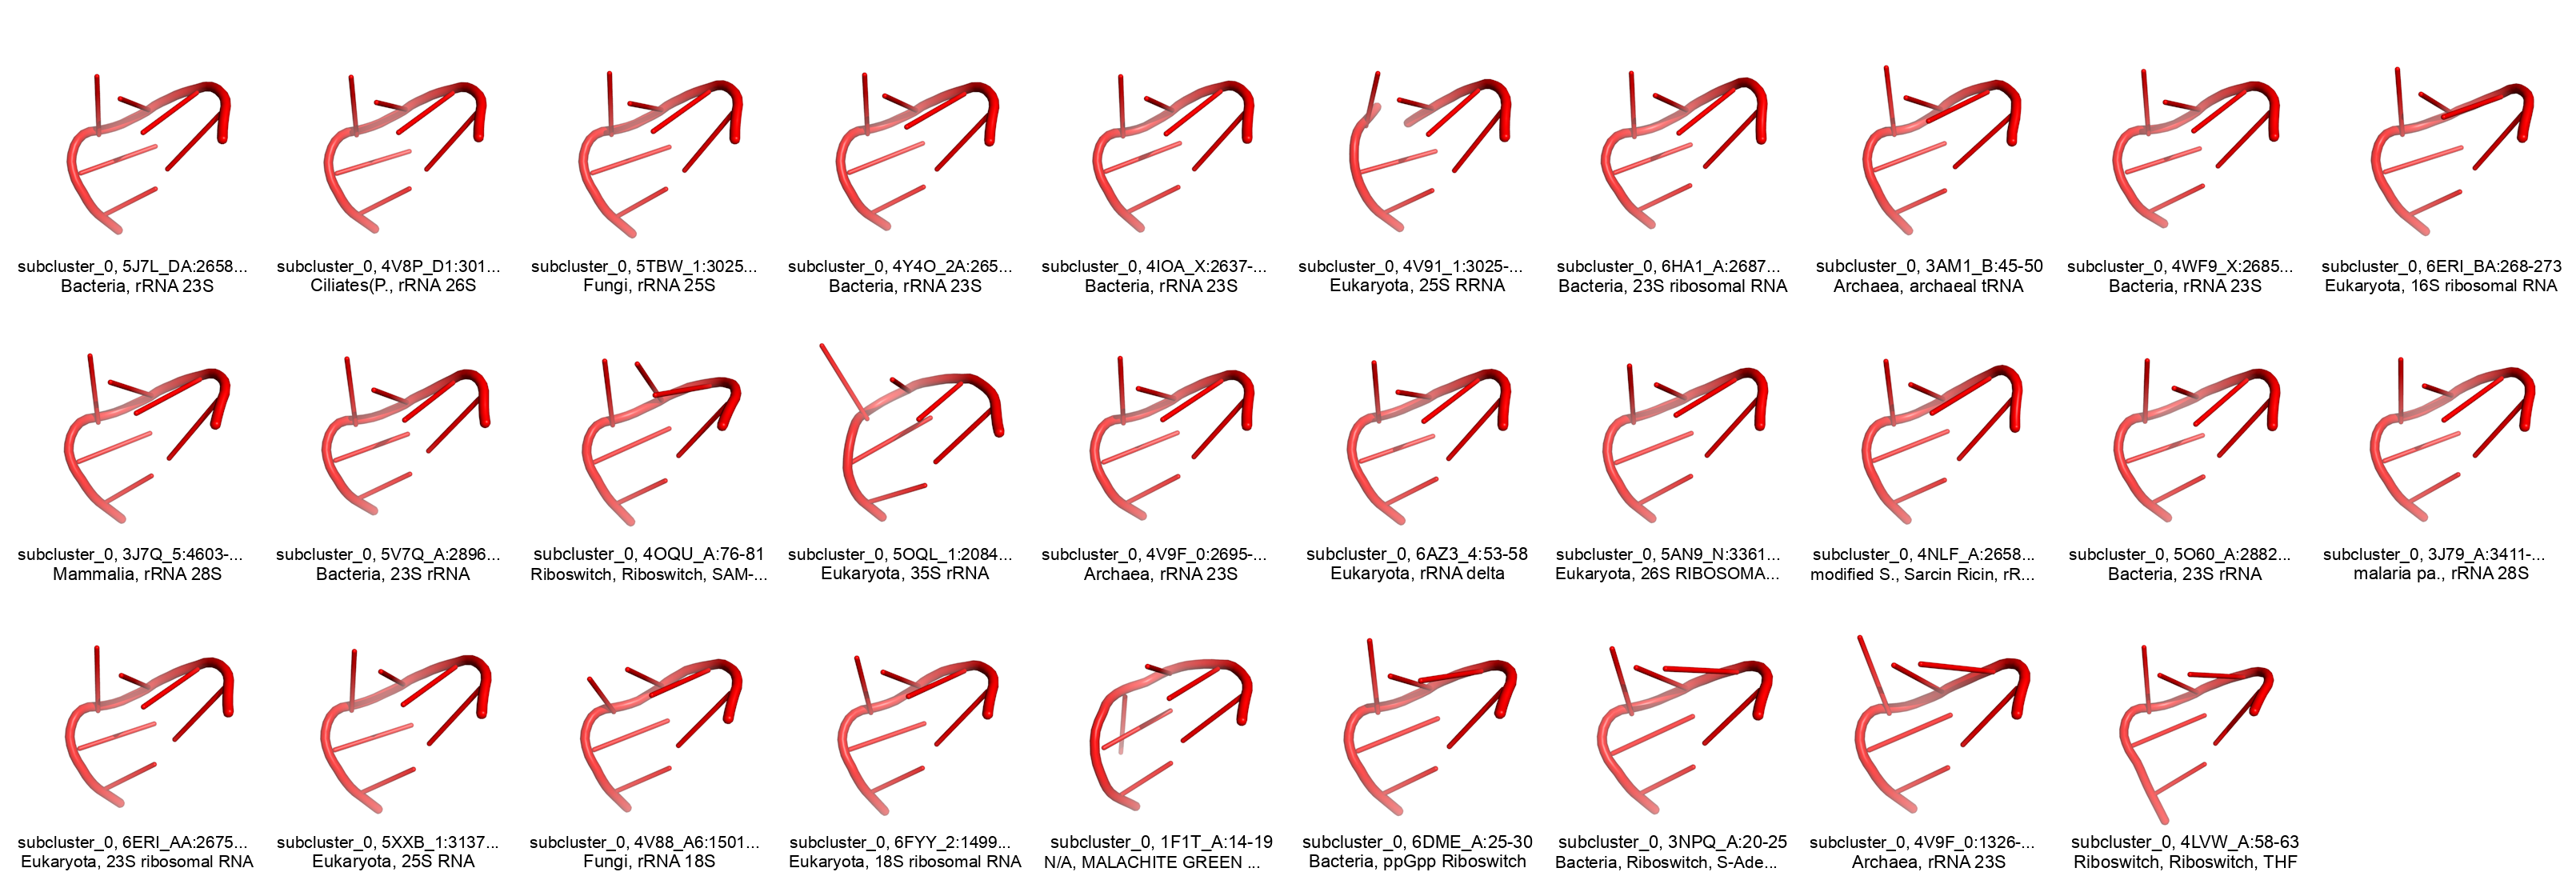 subcluster_0, 5J7L_DA:2658...
Bacteria, rRNA 23S
subcluster_0, 4V8P_D1:301...
Ciliates(P., rRNA 26S
subcluster_0, 5TBW_1:3025...
Fungi, rRNA 25S
subcluster_0, 4Y4O_2A:265...
Bacteria, rRNA 23S
subcluster_0, 4IOA_X:2637-...
Bacteria, rRNA 23S
subcluster_0, 4V91_1:3025-...
Eukaryota, 25S RRNA
subcluster_0, 6HA1_A:2687...
Bacteria, 23S ribosomal RNA
subcluster_0, 3AM1_B:45-50
Archaea, archaeal tRNA
subcluster_0, 4WF9_X:2685...
Bacteria, rRNA 23S
subcluster_0, 6ERI_BA:268-273
Eukaryota, 16S ribosomal RNA
subcluster_0, 3J7Q_5:4603-...
Mammalia, rRNA 28S
subcluster_0, 5V7Q_A:2896...
Bacteria, 23S rRNA
subcluster_0, 4OQU_A:76-81
Riboswitch, Riboswitch, SAM-...
subcluster_0, 5OQL_1:2084...
Eukaryota, 35S rRNA
subcluster_0, 4V9F_0:2695-...
Archaea, rRNA 23S
subcluster_0, 6AZ3_4:53-58
Eukaryota, rRNA delta
subcluster_0, 5AN9_N:3361...
Eukaryota, 26S RIBOSOMA...
subcluster_0, 4NLF_A:2658...
modified S., Sarcin Ricin, rR...
subcluster_0, 5O60_A:2882...
Bacteria, 23S rRNA
subcluster_0, 3J79_A:3411-...
malaria pa., rRNA 28S
subcluster_0, 6ERI_AA:2675...
Eukaryota, 23S ribosomal RNA
subcluster_0, 5XXB_1:3137...
Eukaryota, 25S RNA
subcluster_0, 4V88_A6:1501...
Fungi, rRNA 18S
subcluster_0, 6FYY_2:1499...
Eukaryota, 18S ribosomal RNA
subcluster_0, 1F1T_A:14-19
N/A, MALACHITE GREEN ...
subcluster_0, 6DME_A:25-30
Bacteria, ppGpp Riboswitch
subcluster_0, 3NPQ_A:20-25
Bacteria, Riboswitch, S-Ade...
subcluster_0, 4V9F_0:1326-...
Archaea, rRNA 23S
subcluster_0, 4LVW_A:58-63
Riboswitch, Riboswitch, THF